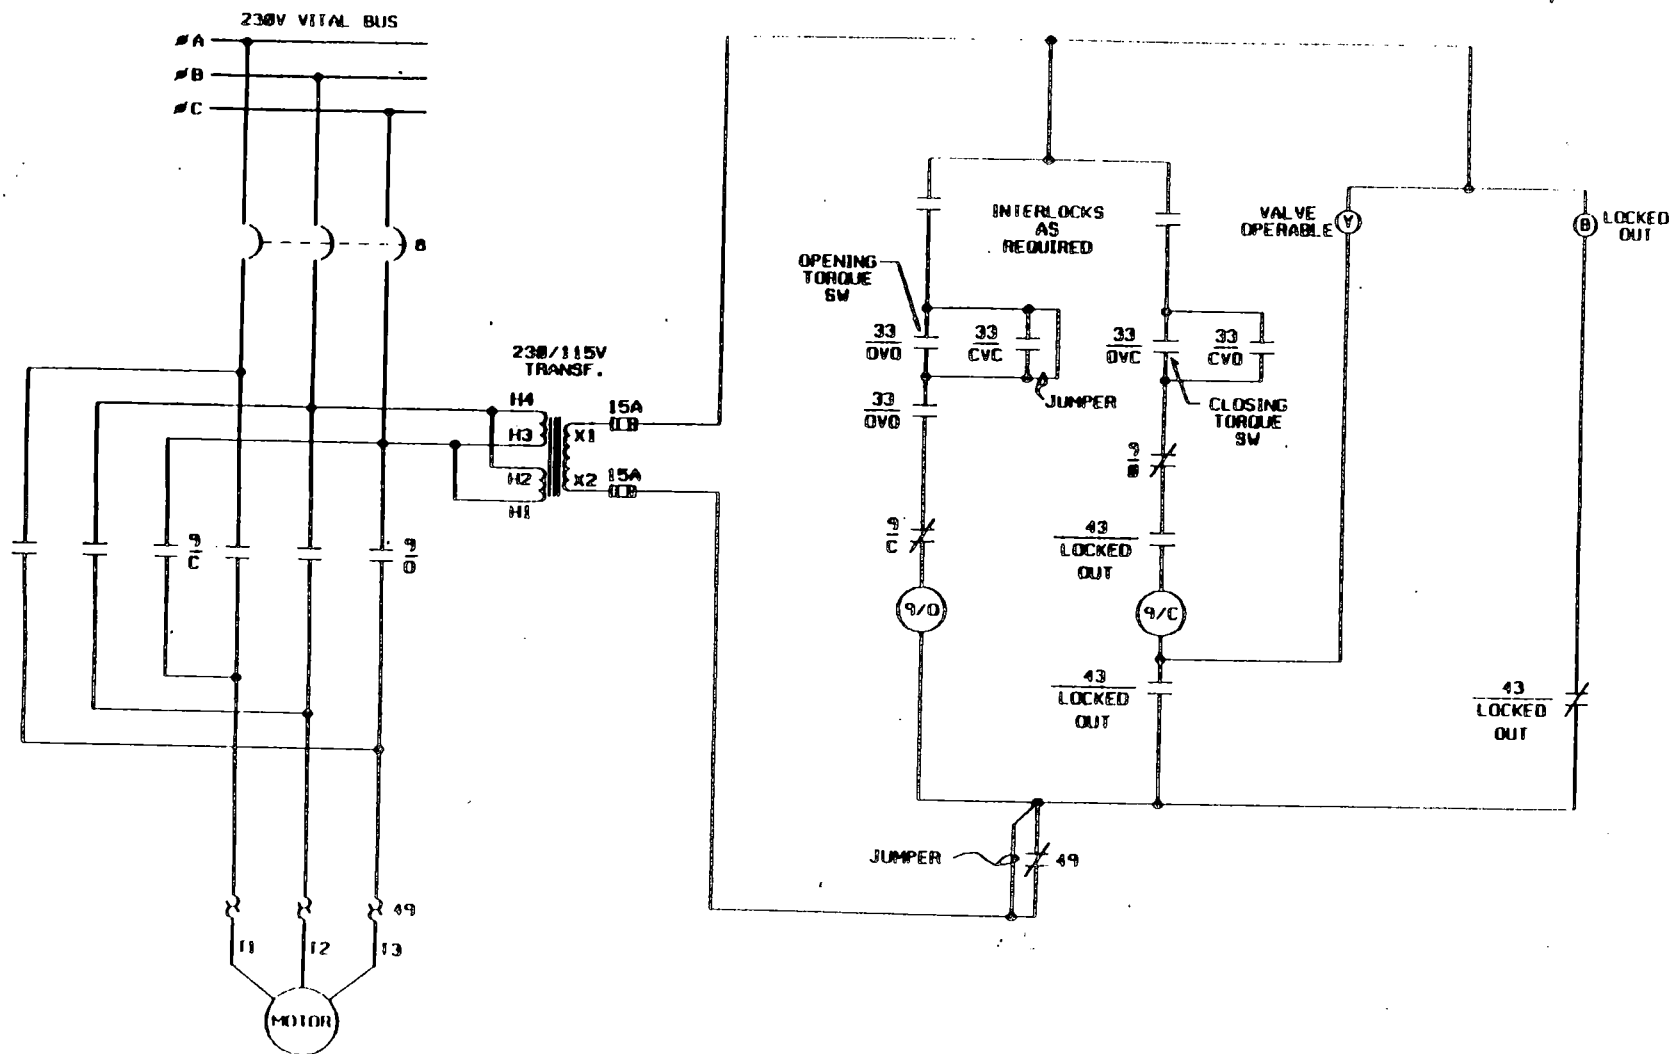 230V VITAL BUS
ØA
ØB
ØC
8
230/115V
TRANSF.
H4
H3
H2
H1
X1
X2
15A
15A
9
C
9
O
49
T1
T2
T3
MOTOR
INTERLOCKS
AS
REQUIRED
OPENING
TORQUE
SW
33
OVO
33
CVC
JUMPER
33
OVO
9
C
9/O
33
OVC
33
CVO
CLOSING
TORQUE
SW
9
43
LOCKED
OUT
9/C
43
LOCKED
OUT
VALVE
OPERABLE
Y
B
LOCKED
OUT
43
LOCKED
OUT
JUMPER
49